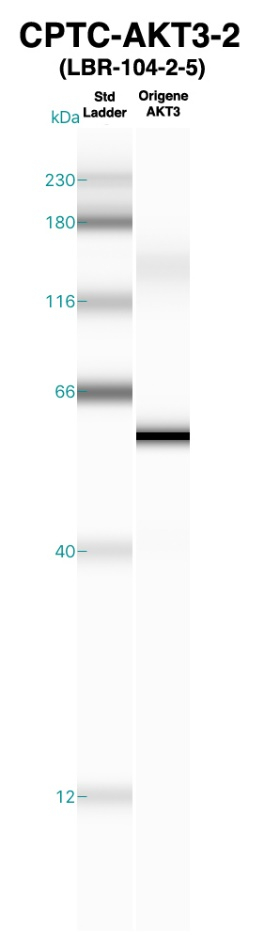 CPTC-AKT3-2
(LBR-104-2-5)
Std Ladder
Origene AKT3
kDa
230
180
116
66
40
12